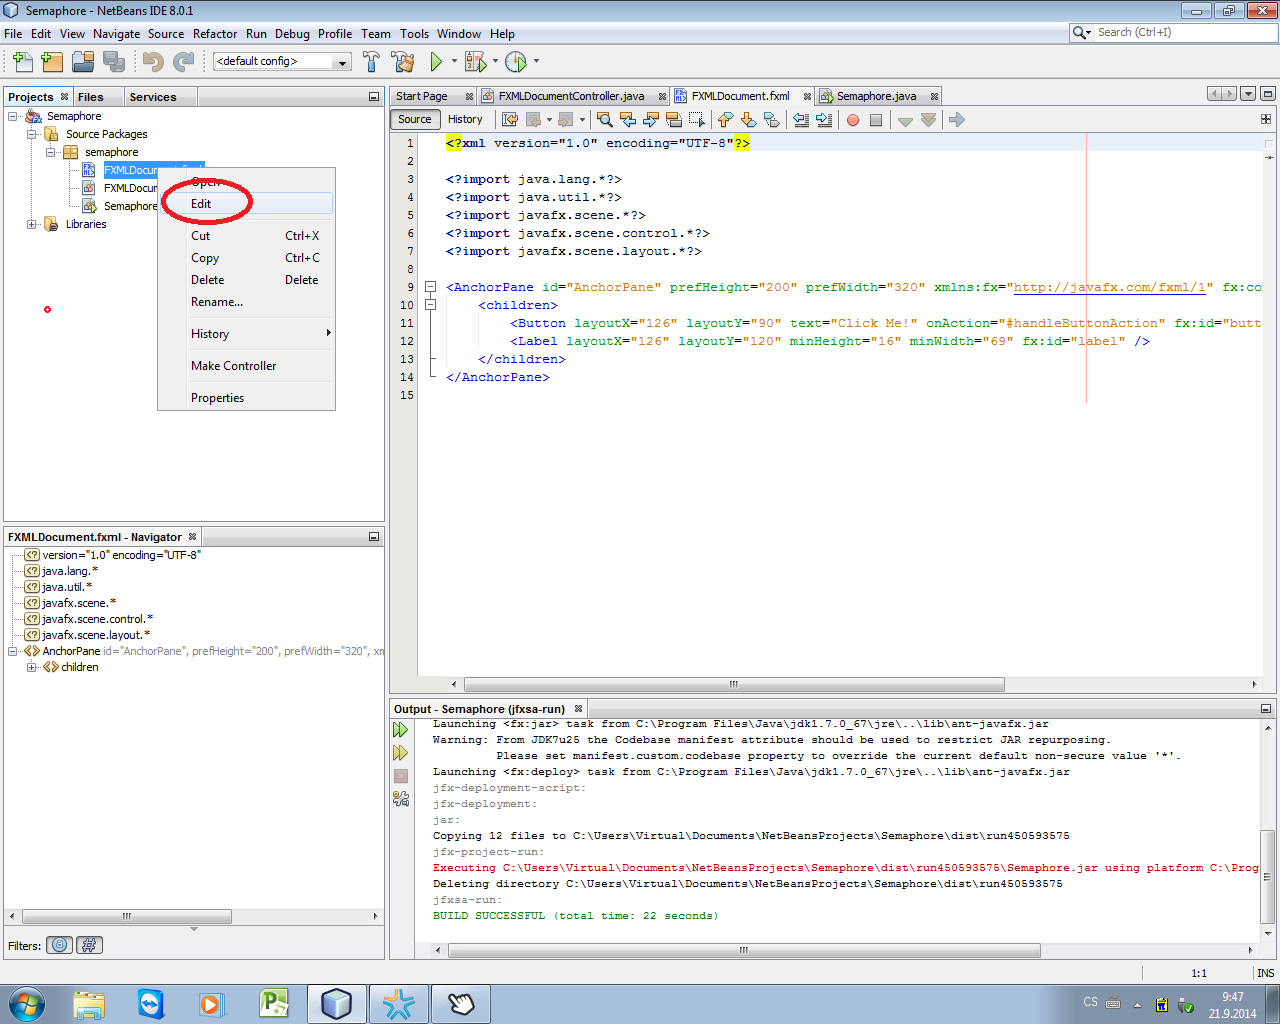 Semaphore - NetBeans IDE 8.0.1
File Edit View Navigate Source Refactor Run Debug Profile Team Tools Window Help
Search (Ctrl+I)
<default config>
Projects Files Services
Semaphore
Source Packages
semaphore
FXMLDocument.fxml
FXMLDocu
Semaphore
Libraries
Open
Edit
Cut Ctrl+X
Copy Ctrl+C
Delete Delete
Rename...
History
Make Controller
Properties
Start Page FXMLDocumentController.java FXMLDocument.fxml Semaphore.java
Source History
1 <?xml version="1.0" encoding="UTF-8"?>
2
3 <?import java.lang.*?>
4 <?import java.util.*?>
5 <?import javafx.scene.*?>
6 <?import javafx.scene.control.*?>
7 <?import javafx.scene.layout.*?>
8
9 <AnchorPane id="AnchorPane" prefHeight="200" prefWidth="320" xmlns:fx="http://javafx.com/fxml/1" fx:co
10 <children>
11 <Button layoutX="126" layoutY="90" text="Click Me!" onAction="#handleButtonAction" fx:id="butt
12 <Label layoutX="126" layoutY="120" minHeight="16" minWidth="69" fx:id="label" />
13 </children>
14 </AnchorPane>
15
FXMLDocument.fxml - Navigator
version="1.0" encoding="UTF-8"
java.lang.*
java.util.*
javafx.scene.*
javafx.scene.control.*
javafx.scene.layout.*
AnchorPane id="AnchorPane", prefHeight="200", prefWidth="320", xm
children
Filters:
Output - Semaphore (jfxsa-run)
Launching <fx:jar> task from C:\Program Files\Java\jdk1.7.0_67\jre\..\lib\ant-javafx.jar
Warning: From JDK7u25 the Codebase manifest attribute should be used to restrict JAR repurposing.
Please set manifest.custom.codebase property to override the current default non-secure value '*'.
Launching <fx:deploy> task from C:\Program Files\Java\jdk1.7.0_67\jre\..\lib\ant-javafx.jar
jfx-deployment-script:
jfx-deployment:
jar:
Copying 12 files to C:\Users\Virtual\Documents\NetBeansProjects\Semaphore\dist\run450593575
jfx-project-run:
Executing C:\Users\Virtual\Documents\NetBeansProjects\Semaphore\dist\run450593575\Semaphore.jar using platform C:\Prog
Deleting directory C:\Users\Virtual\Documents\NetBeansProjects\Semaphore\dist\run450593575
jfxsa-run:
BUILD SUCCESSFUL (total time: 22 seconds)
1:1 INS
CS
9:47
21.9.2014